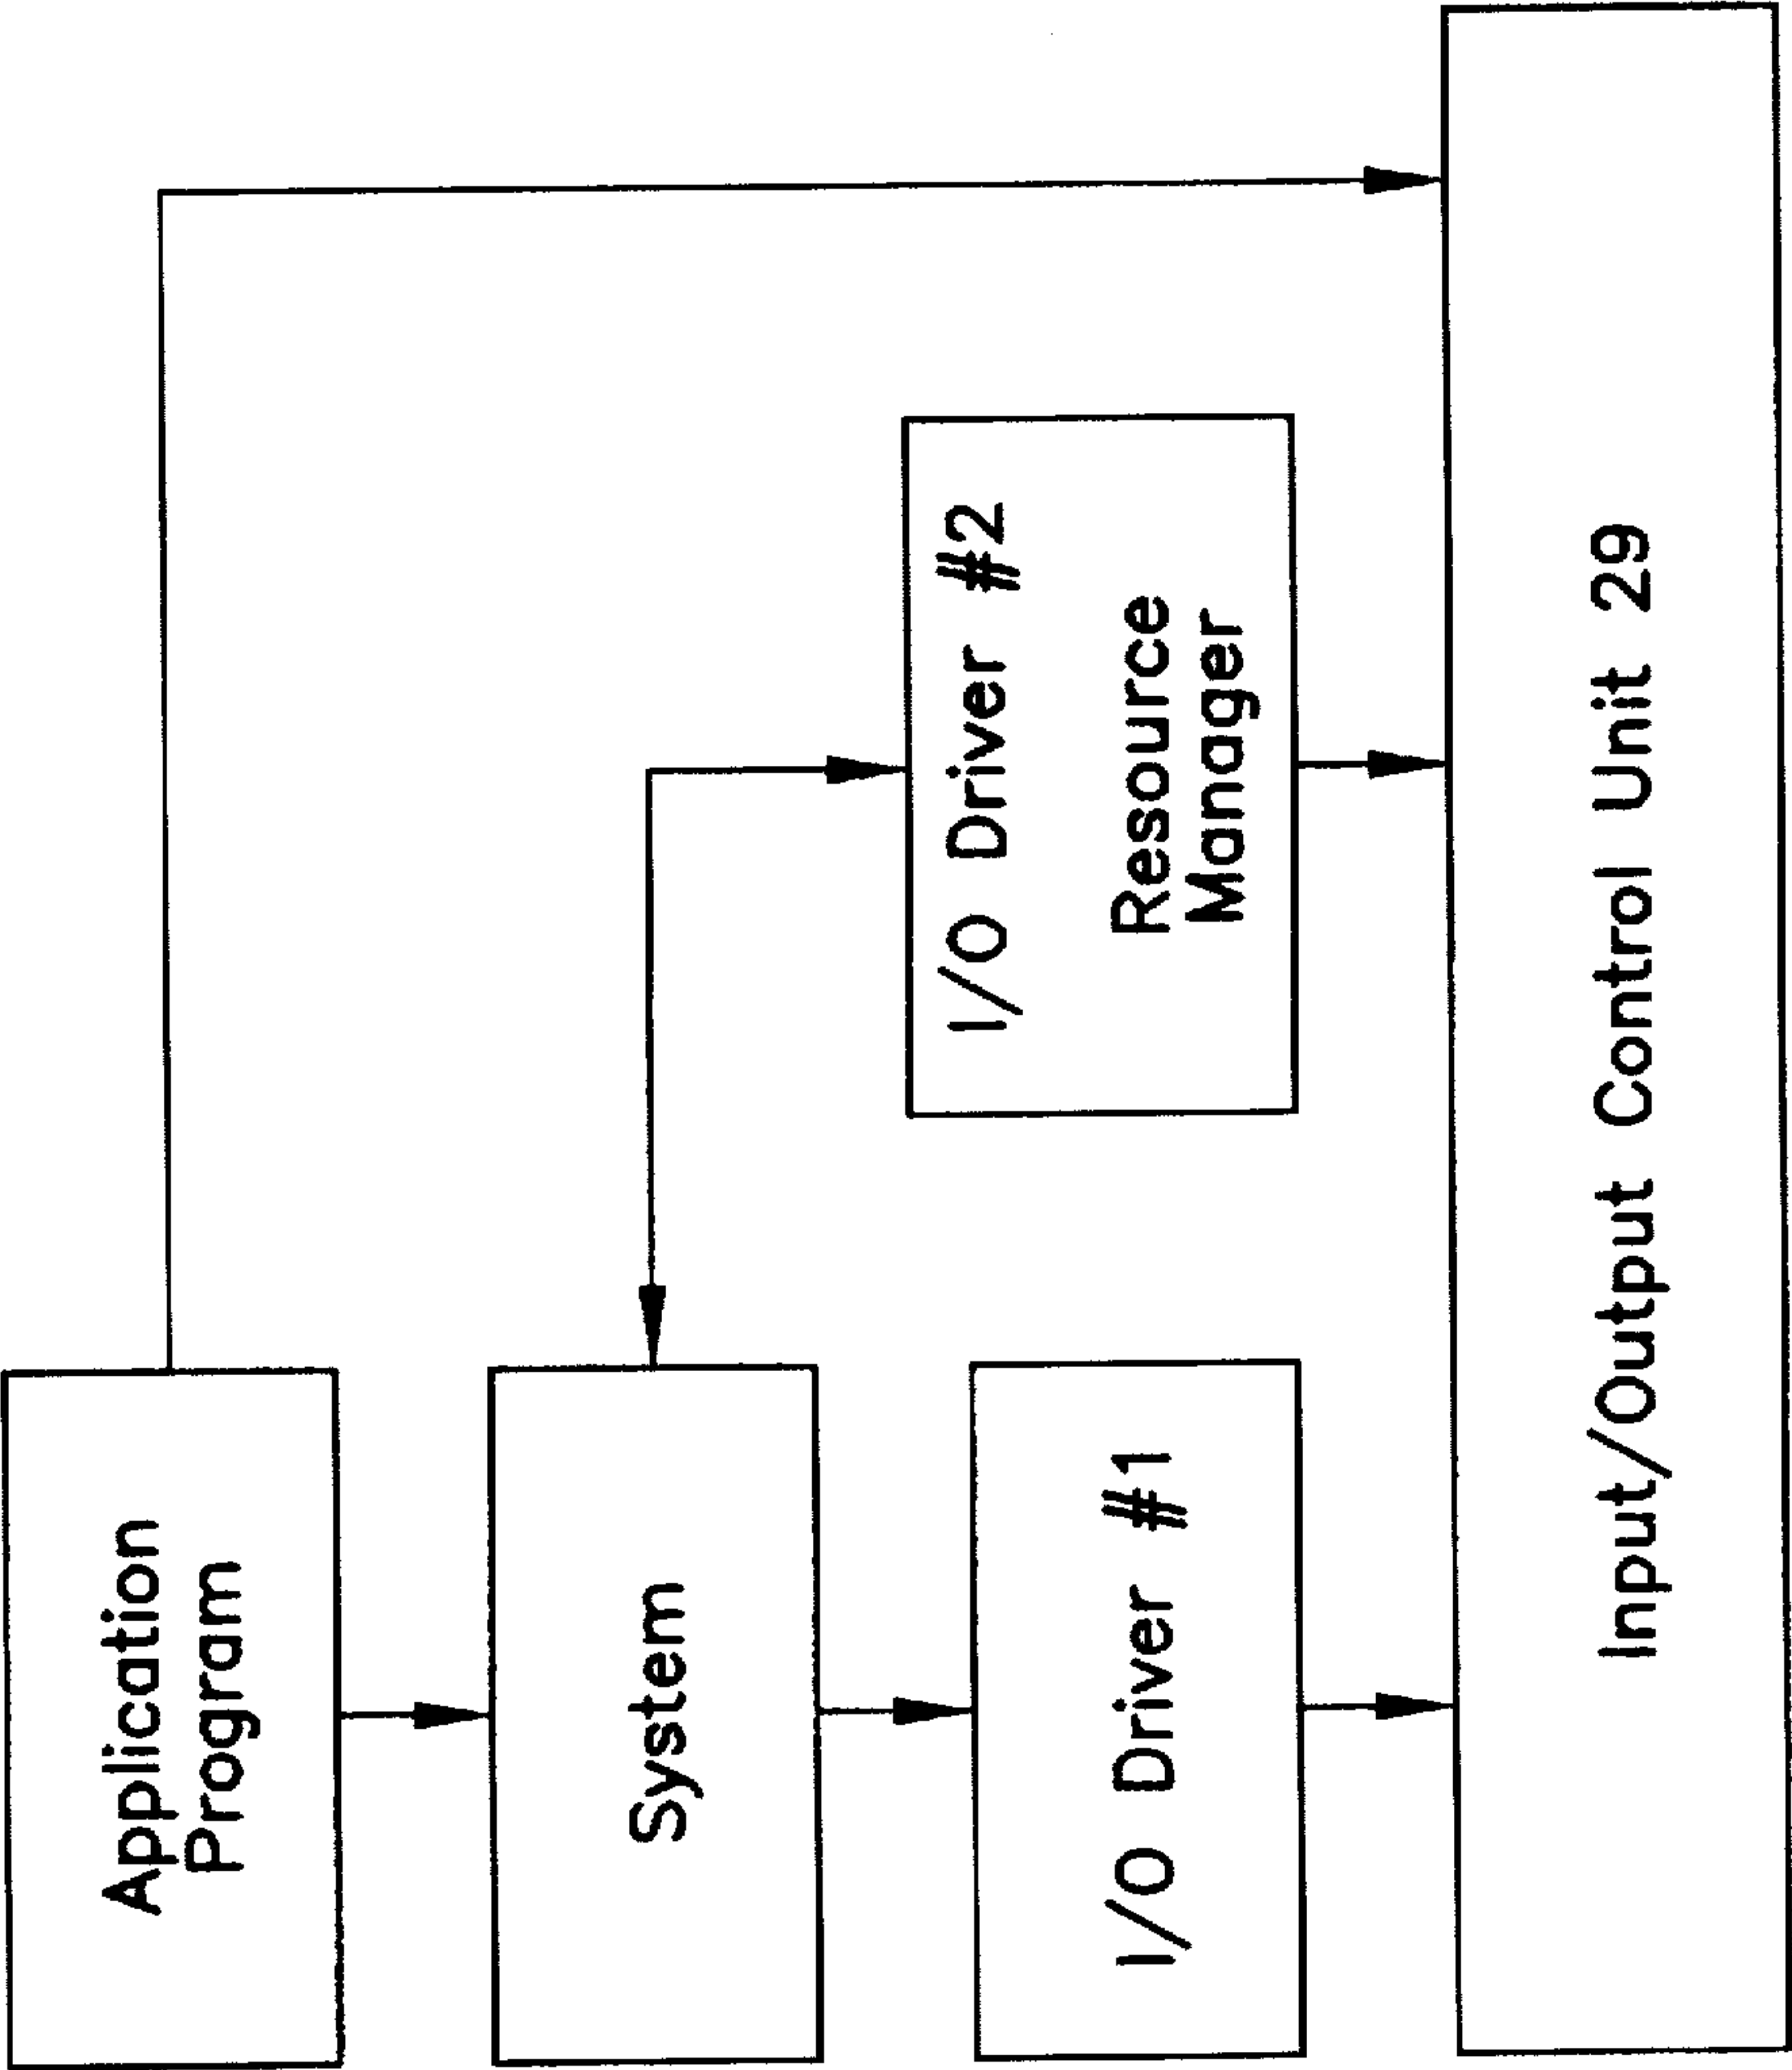 Application
Program
System
I/O Driver #1
I/O Driver #2
Resource
Manager
Input/Output Control Unit 29